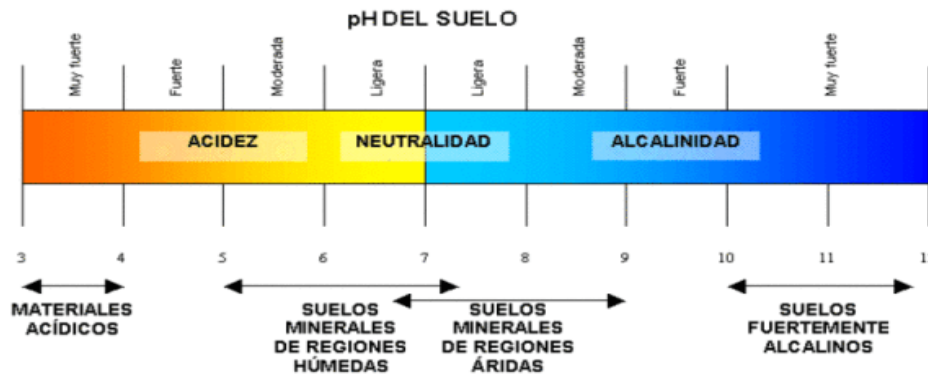 pH DEL SUELO
Muy fuerte
Fuerte
Moderada
Ligera
Ligera
Moderada
Fuerte
Muy fuerte
ACIDEZ
NEUTRALIDAD
ALCALINIDAD
3 4 5 6 7 8 9 10 11
MATERIALES
ACÍDICOS
SUELOS
MINERALES
DE REGIONES
HÚMEDAS
SUELOS
MINERALES
DE REGIONES
ÁRIDAS
SUELOS
FUERTEMENTE
ALCALINOS